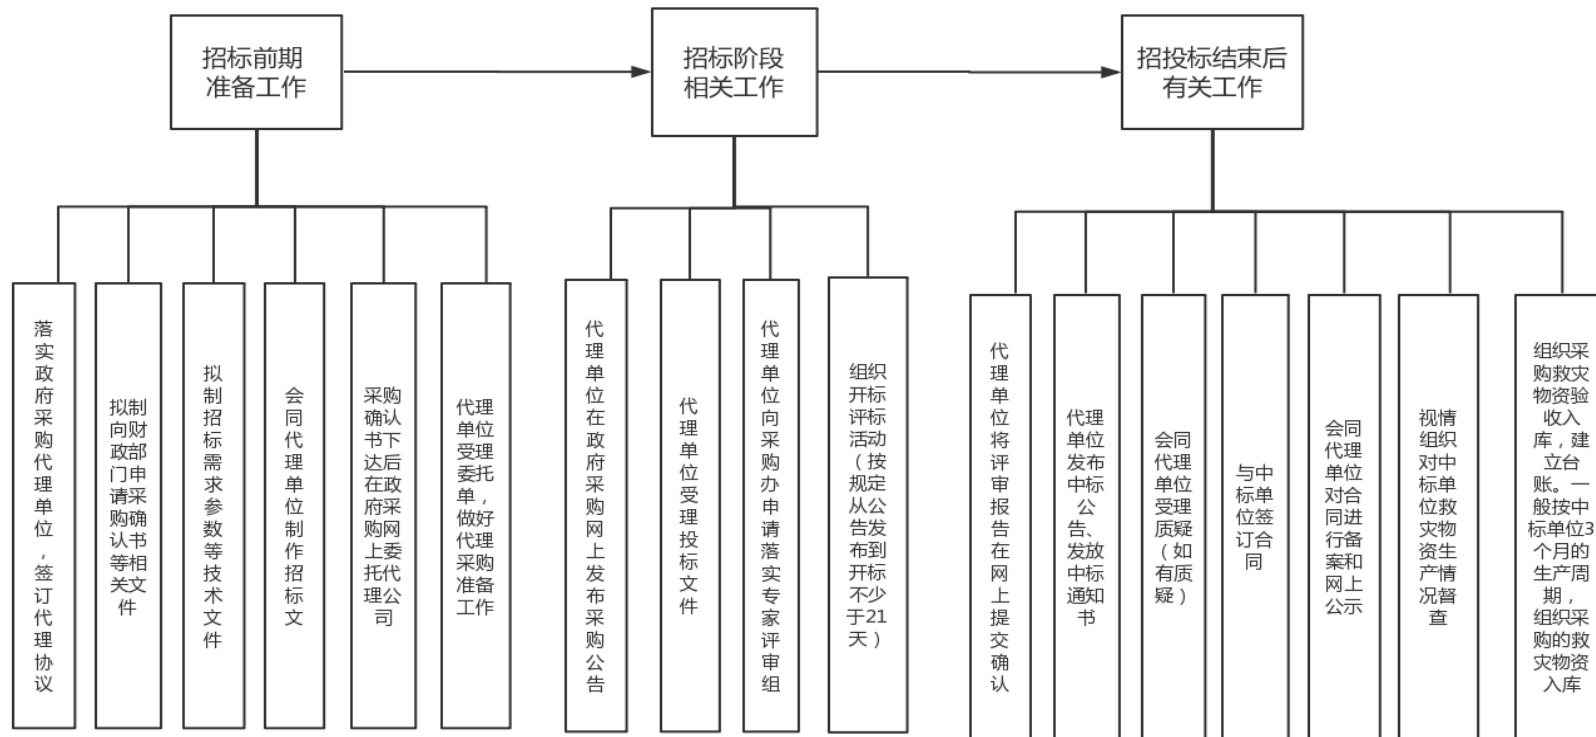 招标前期
准备工作
招标阶段
相关工作
招投标结束后
有关工作
落
实
政
府
采
购
代
理
单
位
，
签
订
代
理
协
议
拟制
向财
政部
门申
请采
购确
认书
等相
关文
件
拟
制
招
标
需
求
参
数
等
技
术
文
件
会
同
代
理
单
位
制
作
招
标
文
采购
确认
书下
达后
在政
府采
购网
上委
托代
理公
司
代理
单位
受理
委托
单，
做好
代理
采购
准备
工作
代
理
单
位
在
政
府
采
购
网
上
发
布
采
购
公
告
代
理
单
位
受
理
投
标
文
件
代
理
单
位
向
采
购
办
申
请
落
实
专
家
评
审
组
组织
开标
评标
活动
（按
规定
从公
告发
布到
开标
不少
于21
天）
代
理
单
位
将
评
审
报
告
在
网
上
提
交
确
认
代理
单位
发布
中标
公
告、
发放
中标
通知
书
会同
代理
单位
受理
质疑
（如
有质
疑）
与中
标单
位签
订合
同
会同
代理
单位
对合
同进
行备
案和
网上
公示
视情
组织
对中
标单
位救
灾物
资生
产情
况督
查
组织采
购救灾
物资验
收入
库，建
立台
账。一
般按中
标单位3
个月的
生产周
期，
组织采
购的救
灾物资
入库